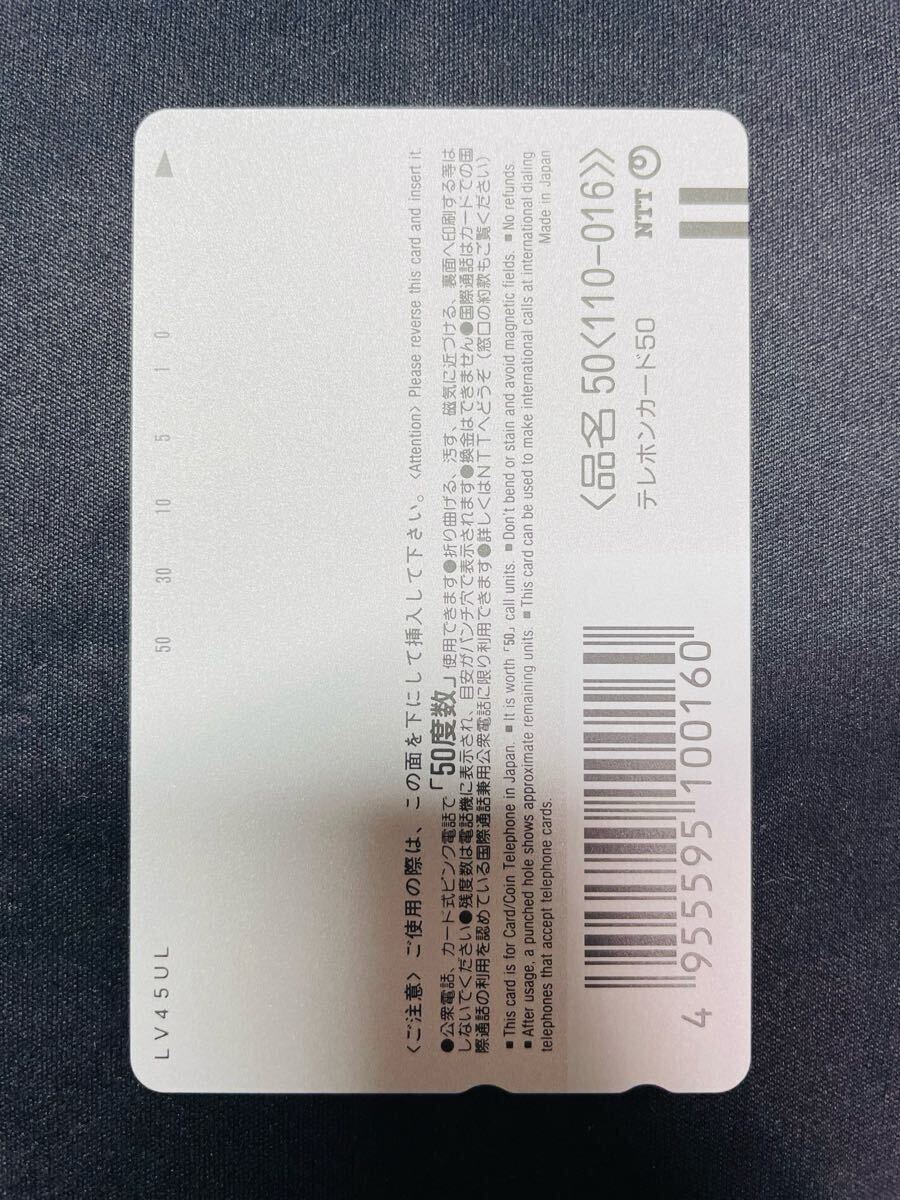 LV45UL
50 30 10 5 1 0
〈ご注意〉ご使用の際は、この面を下にして挿入して下さい。〈Attention〉Please reverse this card and insert it.
●公衆電話、カード式ピンク電話で「50度数」使用できます●折り曲げる、汚す、磁気に近づける、裏面へ印刷する等は
しないでください●残度数は電話機に表示され、目安がパンチ穴で表示されます●換金はできません●国際通話はカードでの国
際通話の利用を認めている国際通話兼用公衆電話に限り利用できます●詳しくはNTTへどうぞ(窓口の約款もご覧ください)
■This card is for Card/Coin Telephone in Japan. ■It is worth「50」call units. ■Don't bend or stain and avoid magnetic fields. ■No refunds.
■After usage, a punched hole shows approximate remaining units. ■This card can be used to make international calls at international dialing
telephones that accept telephone cards. Made in Japan
〈品名 50〈110-016〉〉
テレホンカード50
NTT
4 955595 100160